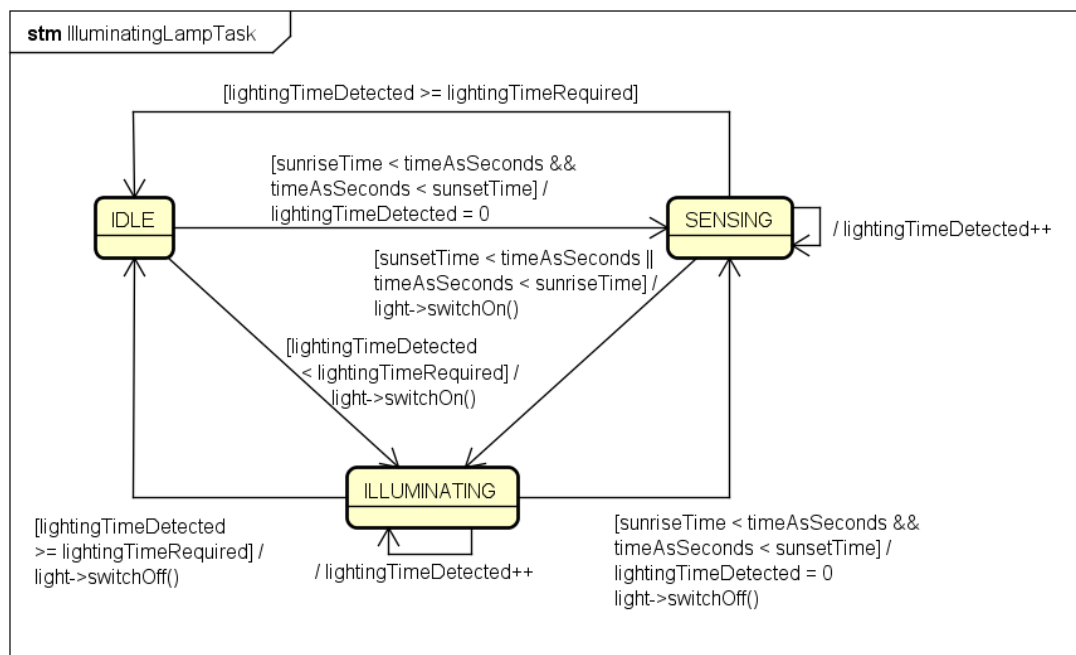 stm IlluminatingLampTask
[lightingTimeDetected >= lightingTimeRequired]
[sunriseTime < timeAsSeconds &&
timeAsSeconds < sunsetTime] /
lightingTimeDetected = 0
IDLE
SENSING
/ lightingTimeDetected++
[sunsetTime < timeAsSeconds ||
timeAsSeconds < sunriseTime] /
light->switchOn()
[lightingTimeDetected
< lightingTimeRequired] /
light->switchOn()
ILLUMINATING
[lightingTimeDetected
>= lightingTimeRequired] /
light->switchOff()
/ lightingTimeDetected++
[sunriseTime < timeAsSeconds &&
timeAsSeconds < sunsetTime] /
lightingTimeDetected = 0
light->switchOff()